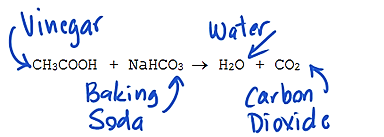 Vinegar
Water
CH3COOH + NaHCO3 → H2O + CO2
Baking
Soda
Carbon
Dioxide